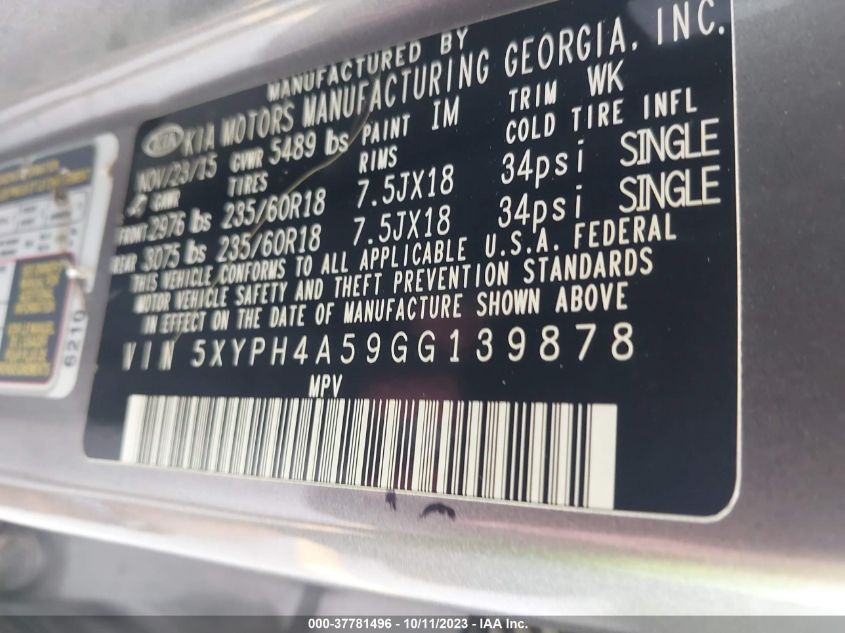 MANUFACTURED BY
KIA KIA MOTORS MANUFACTURING GEORGIA, INC.
NOV/23/15 GVWR 5489 lbs PAINT IM TRIM WK
GAWR TIRES RIMS COLD TIRE INFL
FRONT 2976 lbs 235/60R18 7.5JX18 34psi SINGLE
REAR 3075 lbs 235/60R18 7.5JX18 34psi SINGLE
THIS VEHICLE CONFORMS TO ALL APPLICABLE U.S.A. FEDERAL
MOTOR VEHICLE SAFETY AND THEFT PREVENTION STANDARDS
IN EFFECT ON THE DATE OF MANUFACTURE SHOWN ABOVE
VIN 5XYPH4A59GG139878
MPV
6210
000-37781496 - 10/11/2023 - IAA Inc.